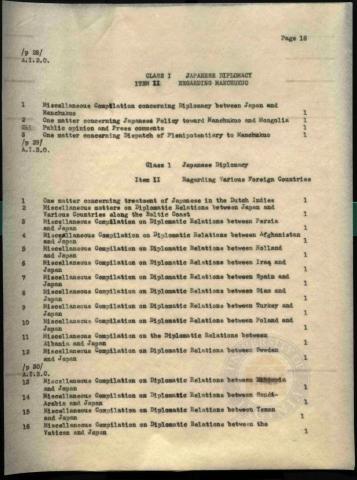 Page 18
/p 28/
A.1.2.0.
CLASS I JAPANESE DIPLOMACY
ITEM II REGARDING MANCHUKUO
1 Miscellaneous Compilation concerning Diplomacy between Japan and
Manchukuo 1
2 One matter concerning Japanese Policy toward Manchukuo and Mongolia 1
Public opinion and Press comments 1
3 One matter concerning Dispatch of Plenipotentiary to Manchukuo 1
/p 29/
A.1.3.0.
Class 1 Japanese Diplomacy
Item II Regarding Various Foreign Countries
1 One matter concerning treatment of Japanese in the Dutch Indies 1
2 Miscellaneous matters on Diplomatic Relations between Japan and
Various Countries along the Baltic Coast 1
3 Miscellaneous Compilation on Diplomatic Relations between Persia
and Japan 1
4 Miscellaneous Compilation on Diplomatic Relations between Afghanistan
and Japan 1
5 Miscellaneous Compilation on Diplomatic Relations between Holland
and Japan 1
6 Miscellaneous Compilation on Diplomatic Relations between Iraq and
Japan 1
7 Miscellaneous Compilation on Diplomatic Relations between Spain and
Japan 1
8 Miscellaneous Compilation on Diplomatic Relations between Siam and
Japan 1
9 Miscellaneous Compilation on Diplomatic Relations between Turkey and
Japan 1
10 Miscellaneous Compilation on Diplomatic Relations between Poland and
Japan 1
11 Miscellaneous Compilation on the Diplomatic Relations between
Albania and Japan 1
12 Miscellaneous Compilation on Diplomatic Relations between Sweden
and Japan 1
/p 30/
A.1.3.0.
13 Miscellaneous Compilation on Diplomatic Relations between
and Japan 1
14 Miscellaneous Compilation on Diplomatic Relations between Saudi-
Arabia and Japan 1
15 Miscellaneous Compilation on Diplomatic Relations between Yemen
and Japan 1
16 Miscellaneous Compilation on Diplomatic Relations between the
Vatican and Japan 1